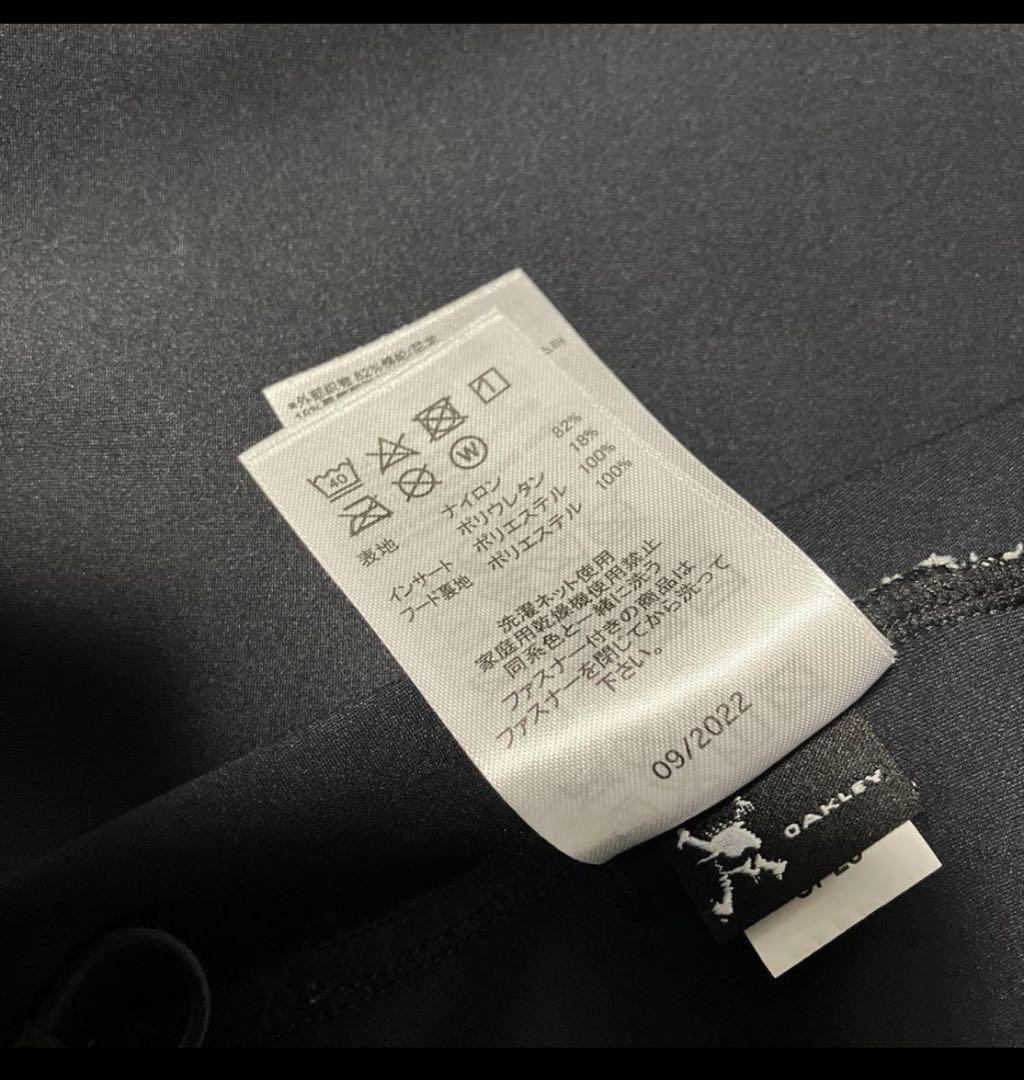 40
1
W
表地 ナイロン 82%
ポリウレタン 18%
インサート ポリエステル 100%
フード裏地 ポリエステル 100%
洗濯ネット使用
家庭用乾燥機使用禁止
同系色と一緒に洗う
ファスナー付きの商品は
ファスナーを閉じてから洗って
下さい。
09/2022
OAKLEY